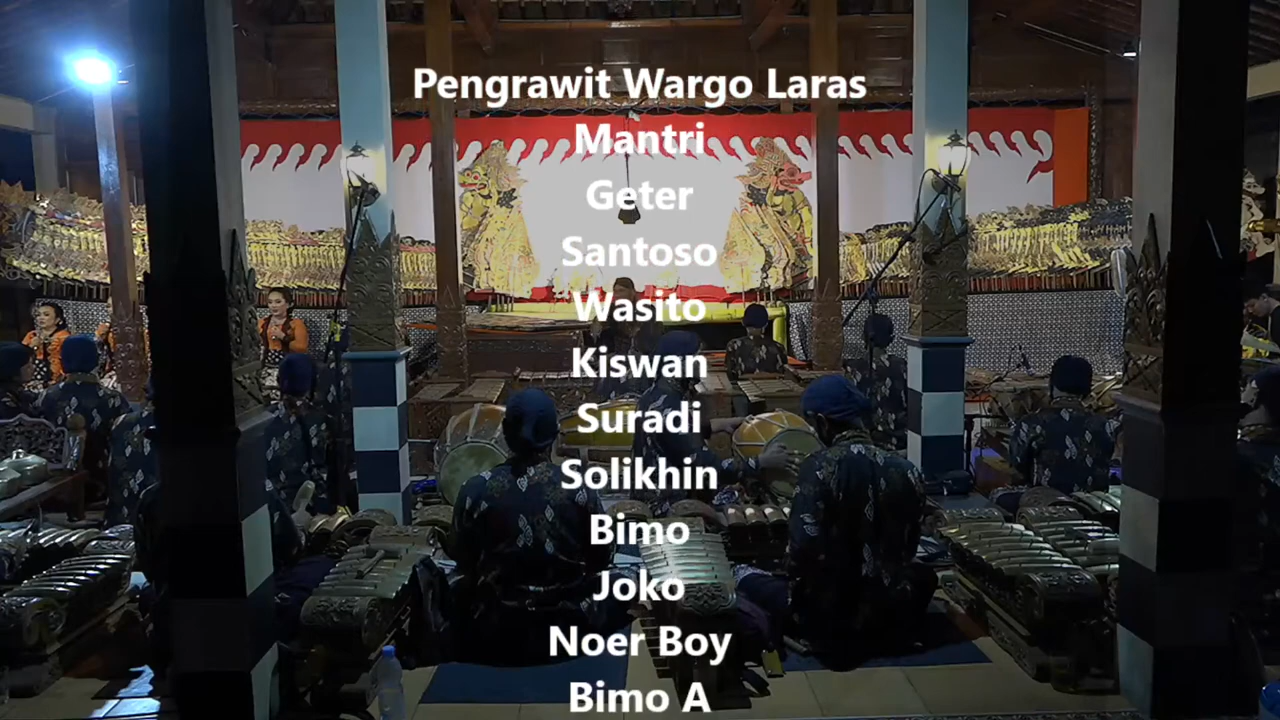 Pengrawit Wargo Laras
Mantri
Geter
Santoso
Wasito
Kiswan
Suradi
Solikhin
Bimo
Joko
Noer Boy
Bimo A